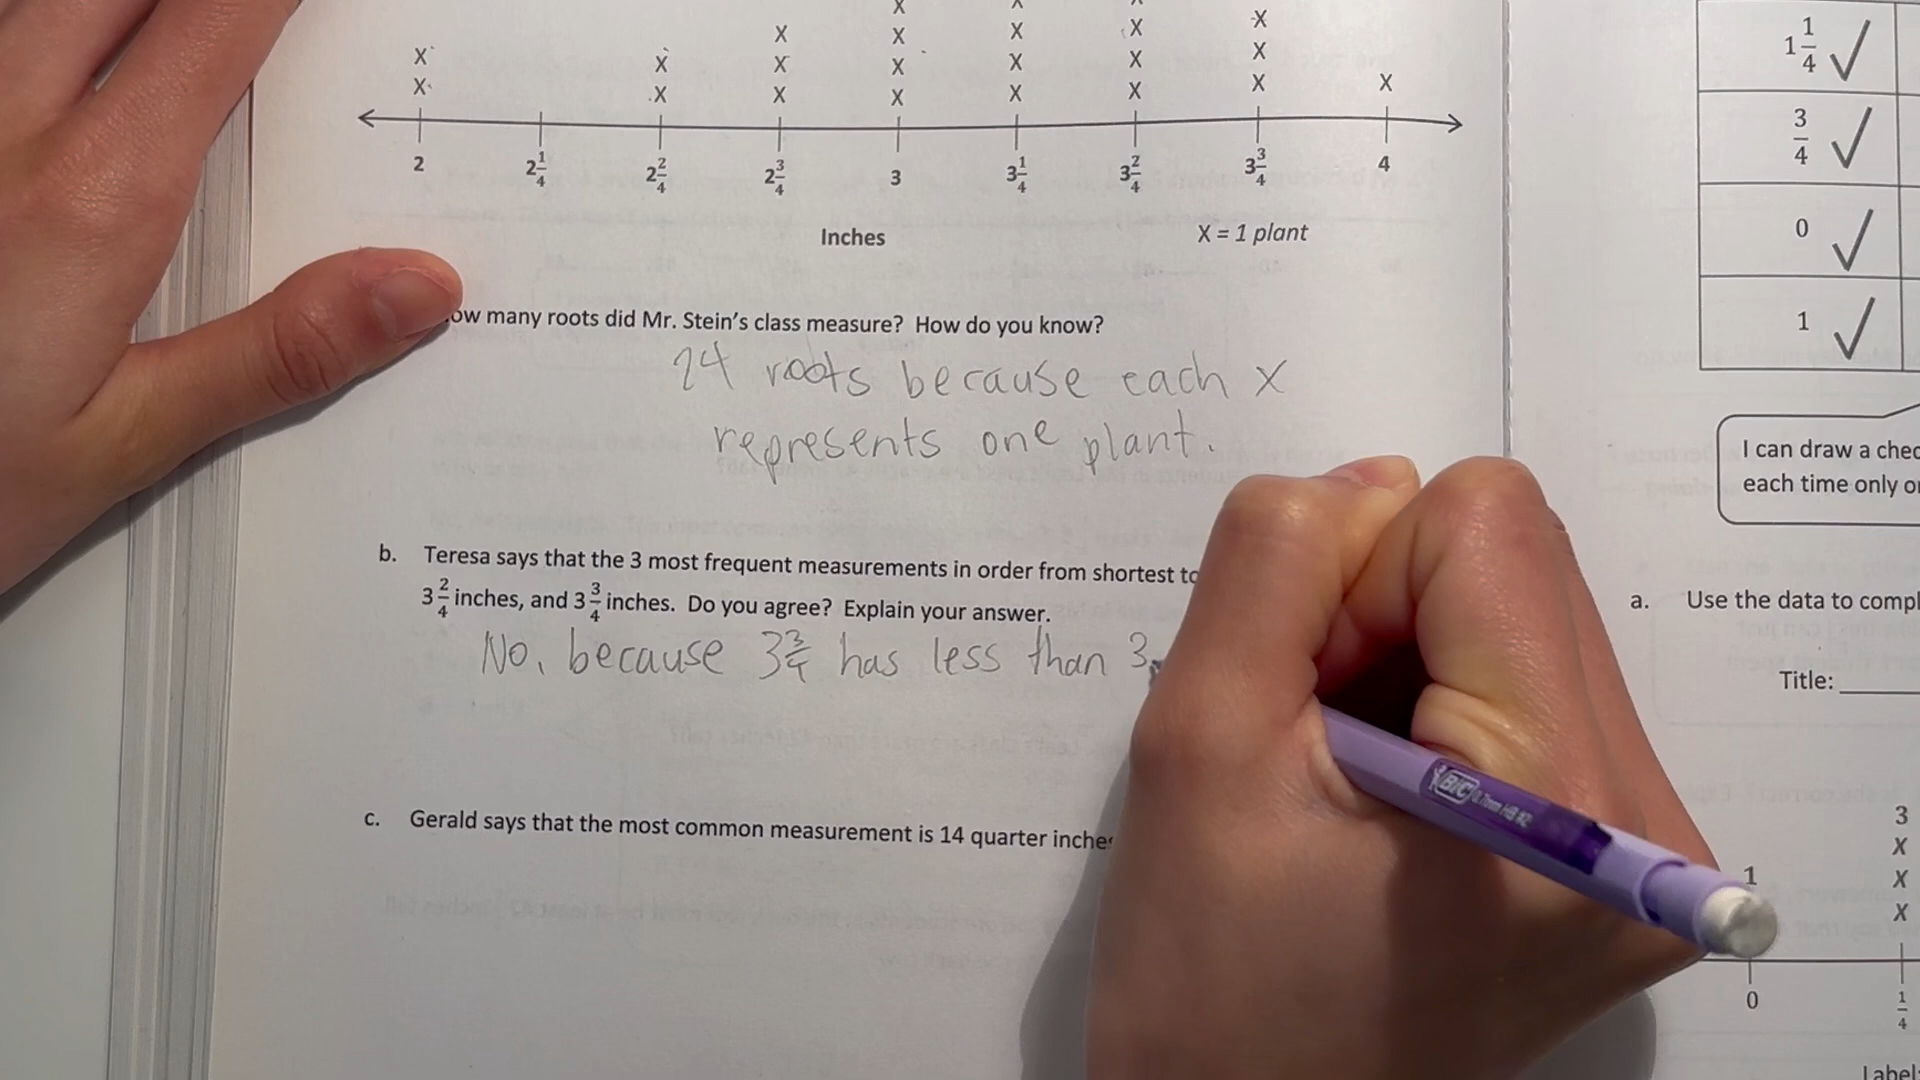 X X X X
X X X X X X X
X X X X X X X X
X X X X X X X X
2 2 1/4 2 2/4 2 3/4 3 3 1/4 3 2/4 3 3/4 4
Inches X = 1 plant
ow many roots did Mr. Stein's class measure? How do you know?
24 roots because each x
represents one plant.
b. Teresa says that the 3 most frequent measurements in order from shortest to
3 2/4 inches, and 3 3/4 inches. Do you agree? Explain your answer.
No, because 3 3/4 has less than 3
c. Gerald says that the most common measurement is 14 quarter inches
BIC 0.7mm HB #2
1 1/4 ✓
3/4 ✓
0 ✓
1 ✓
I can draw a chec
each time only o
a. Use the data to compl
Title:
3
X
1 X
X
0 1/4
Label: